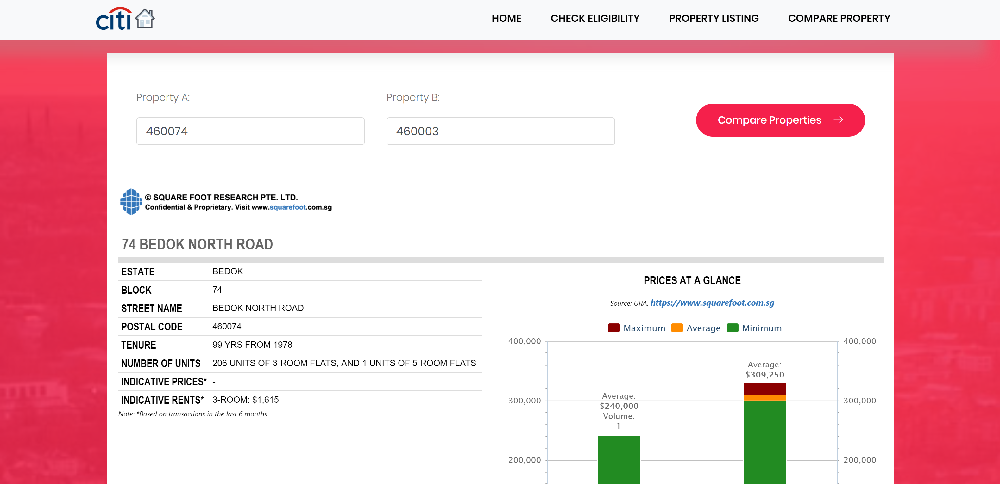 citi
HOME
CHECK ELIGIBILITY
PROPERTY LISTING
COMPARE PROPERTY
Property A:
460074
Property B:
460003
Compare Properties →
© SQUARE FOOT RESEARCH PTE. LTD.
Confidential & Proprietary. Visit www.squarefoot.com.sg
74 BEDOK NORTH ROAD
ESTATE BEDOK
BLOCK 74
STREET NAME BEDOK NORTH ROAD
POSTAL CODE 460074
TENURE 99 YRS FROM 1978
NUMBER OF UNITS 206 UNITS OF 3-ROOM FLATS, AND 1 UNITS OF 5-ROOM FLATS
INDICATIVE PRICES* -
INDICATIVE RENTS* 3-ROOM: $1,615
Note: *Based on transactions in the last 6 months.
PRICES AT A GLANCE
Source: URA, https://www.squarefoot.com.sg
Maximum Average Minimum
400,000 400,000
Average:
$309,250
300,000 300,000
Average:
$240,000
Volume:
1
200,000 200,000